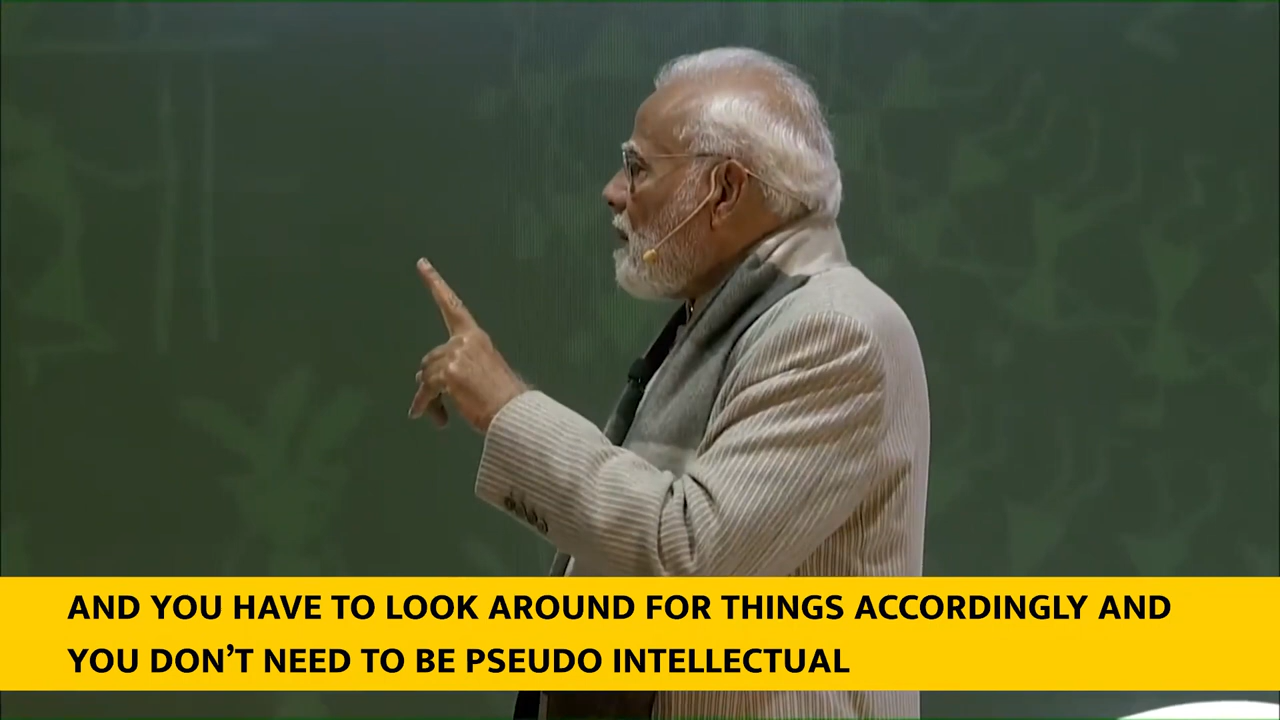 AND YOU HAVE TO LOOK AROUND FOR THINGS ACCORDINGLY AND
YOU DON’T NEED TO BE PSEUDO INTELLECTUAL